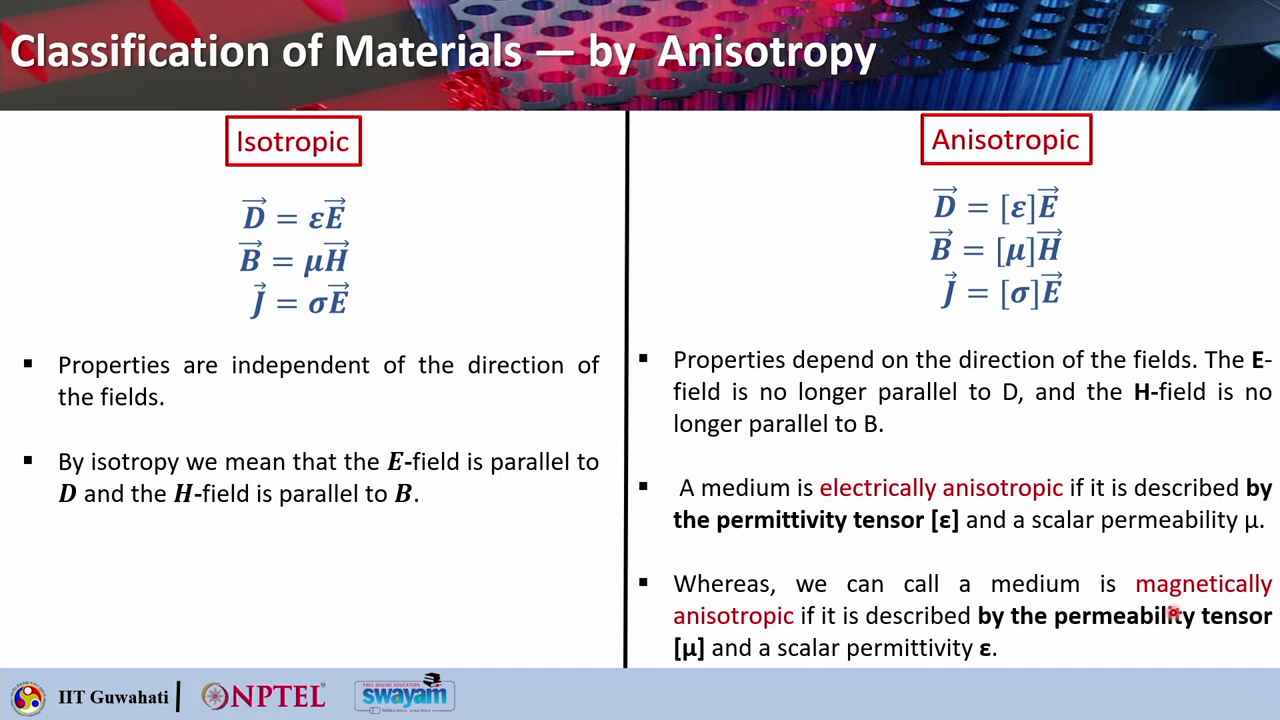 Classification of Materials — by Anisotropy
Isotropic
D⃗ = εE⃗
B⃗ = μH⃗
J⃗ = σE⃗
▪ Properties are independent of the direction of
the fields.
▪ By isotropy we mean that the E-field is parallel to
D and the H-field is parallel to B.
Anisotropic
D⃗ = [ε]E⃗
B⃗ = [μ]H⃗
J⃗ = [σ]E⃗
▪ Properties depend on the direction of the fields. The E-
field is no longer parallel to D, and the H-field is no
longer parallel to B.
▪ A medium is electrically anisotropic if it is described by
the permittivity tensor [ε] and a scalar permeability μ.
▪ Whereas, we can call a medium is magnetically
anisotropic if it is described by the permeability tensor
[μ] and a scalar permittivity ε.
IIT Guwahati
NPTEL
swayam